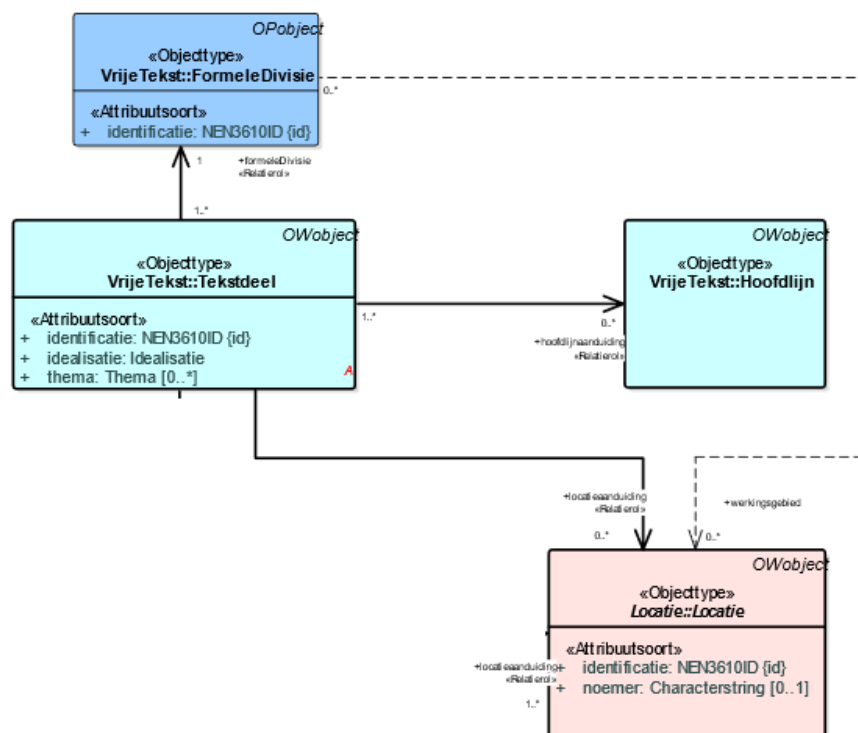 OPobject
«Objecttype»
VrijeTekst::FormeleDivisie
«Attribuutsoort»
+ identificatie: NEN3610ID {id}
0..*
1
+formeleDivisie
«Relatierol»
1..*
OWobject
«Objecttype»
VrijeTekst::Tekstdeel
«Attribuutsoort»
+ identificatie: NEN3610ID {id}
+ idealisatie: Idealisatie
+ thema: Thema [0..*]
A
1..*
0..*
+hoofdlijnaanduiding
«Relatierol»
OWobject
«Objecttype»
VrijeTekst::Hoofdlijn
+locatieaanduiding
«Relatierol»
0..*
+werkingsgebied
0..*
OWobject
«Objecttype»
Locatie::Locatie
«Attribuutsoort»
+ identificatie: NEN3610ID {id}
+ noemer: Characterstring [0..1]
+locatieaanduiding
«Relatierol»
1..*